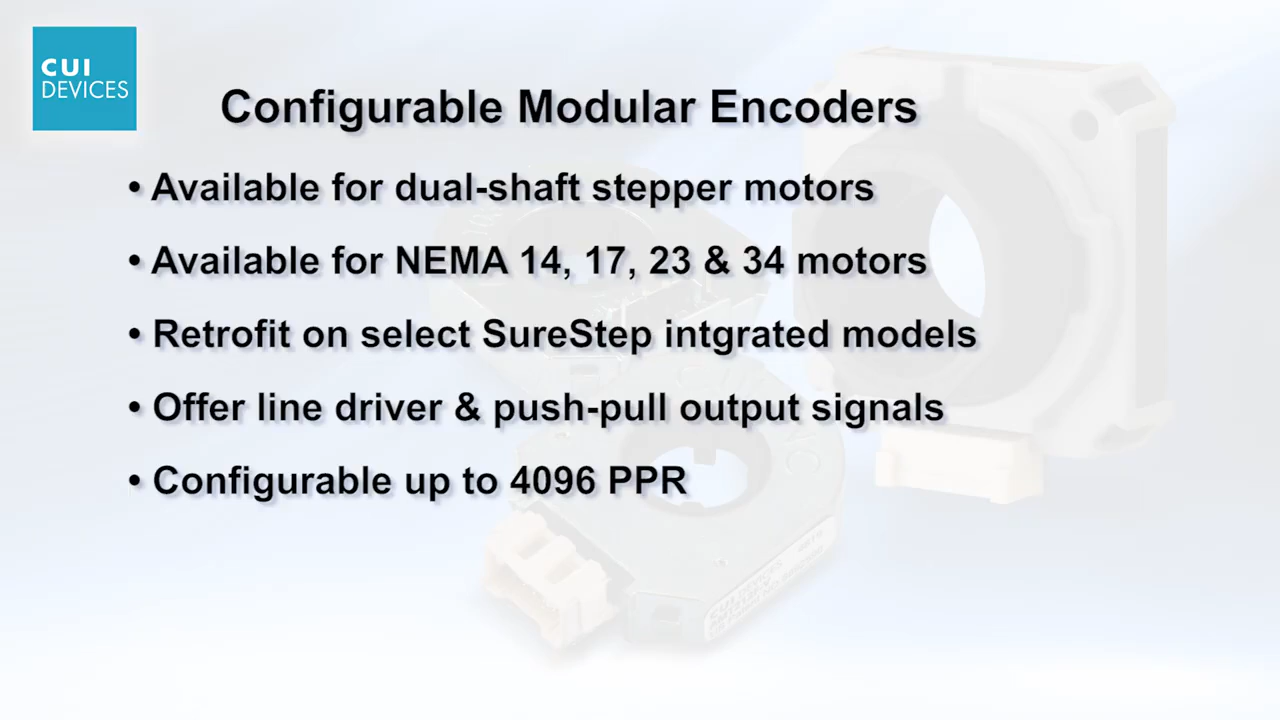 CUI
DEVICES
Configurable Modular Encoders
• Available for dual-shaft stepper motors
• Available for NEMA 14, 17, 23 & 34 motors
• Retrofit on select SureStep intgrated models
• Offer line driver & push-pull output signals
• Configurable up to 4096 PPR